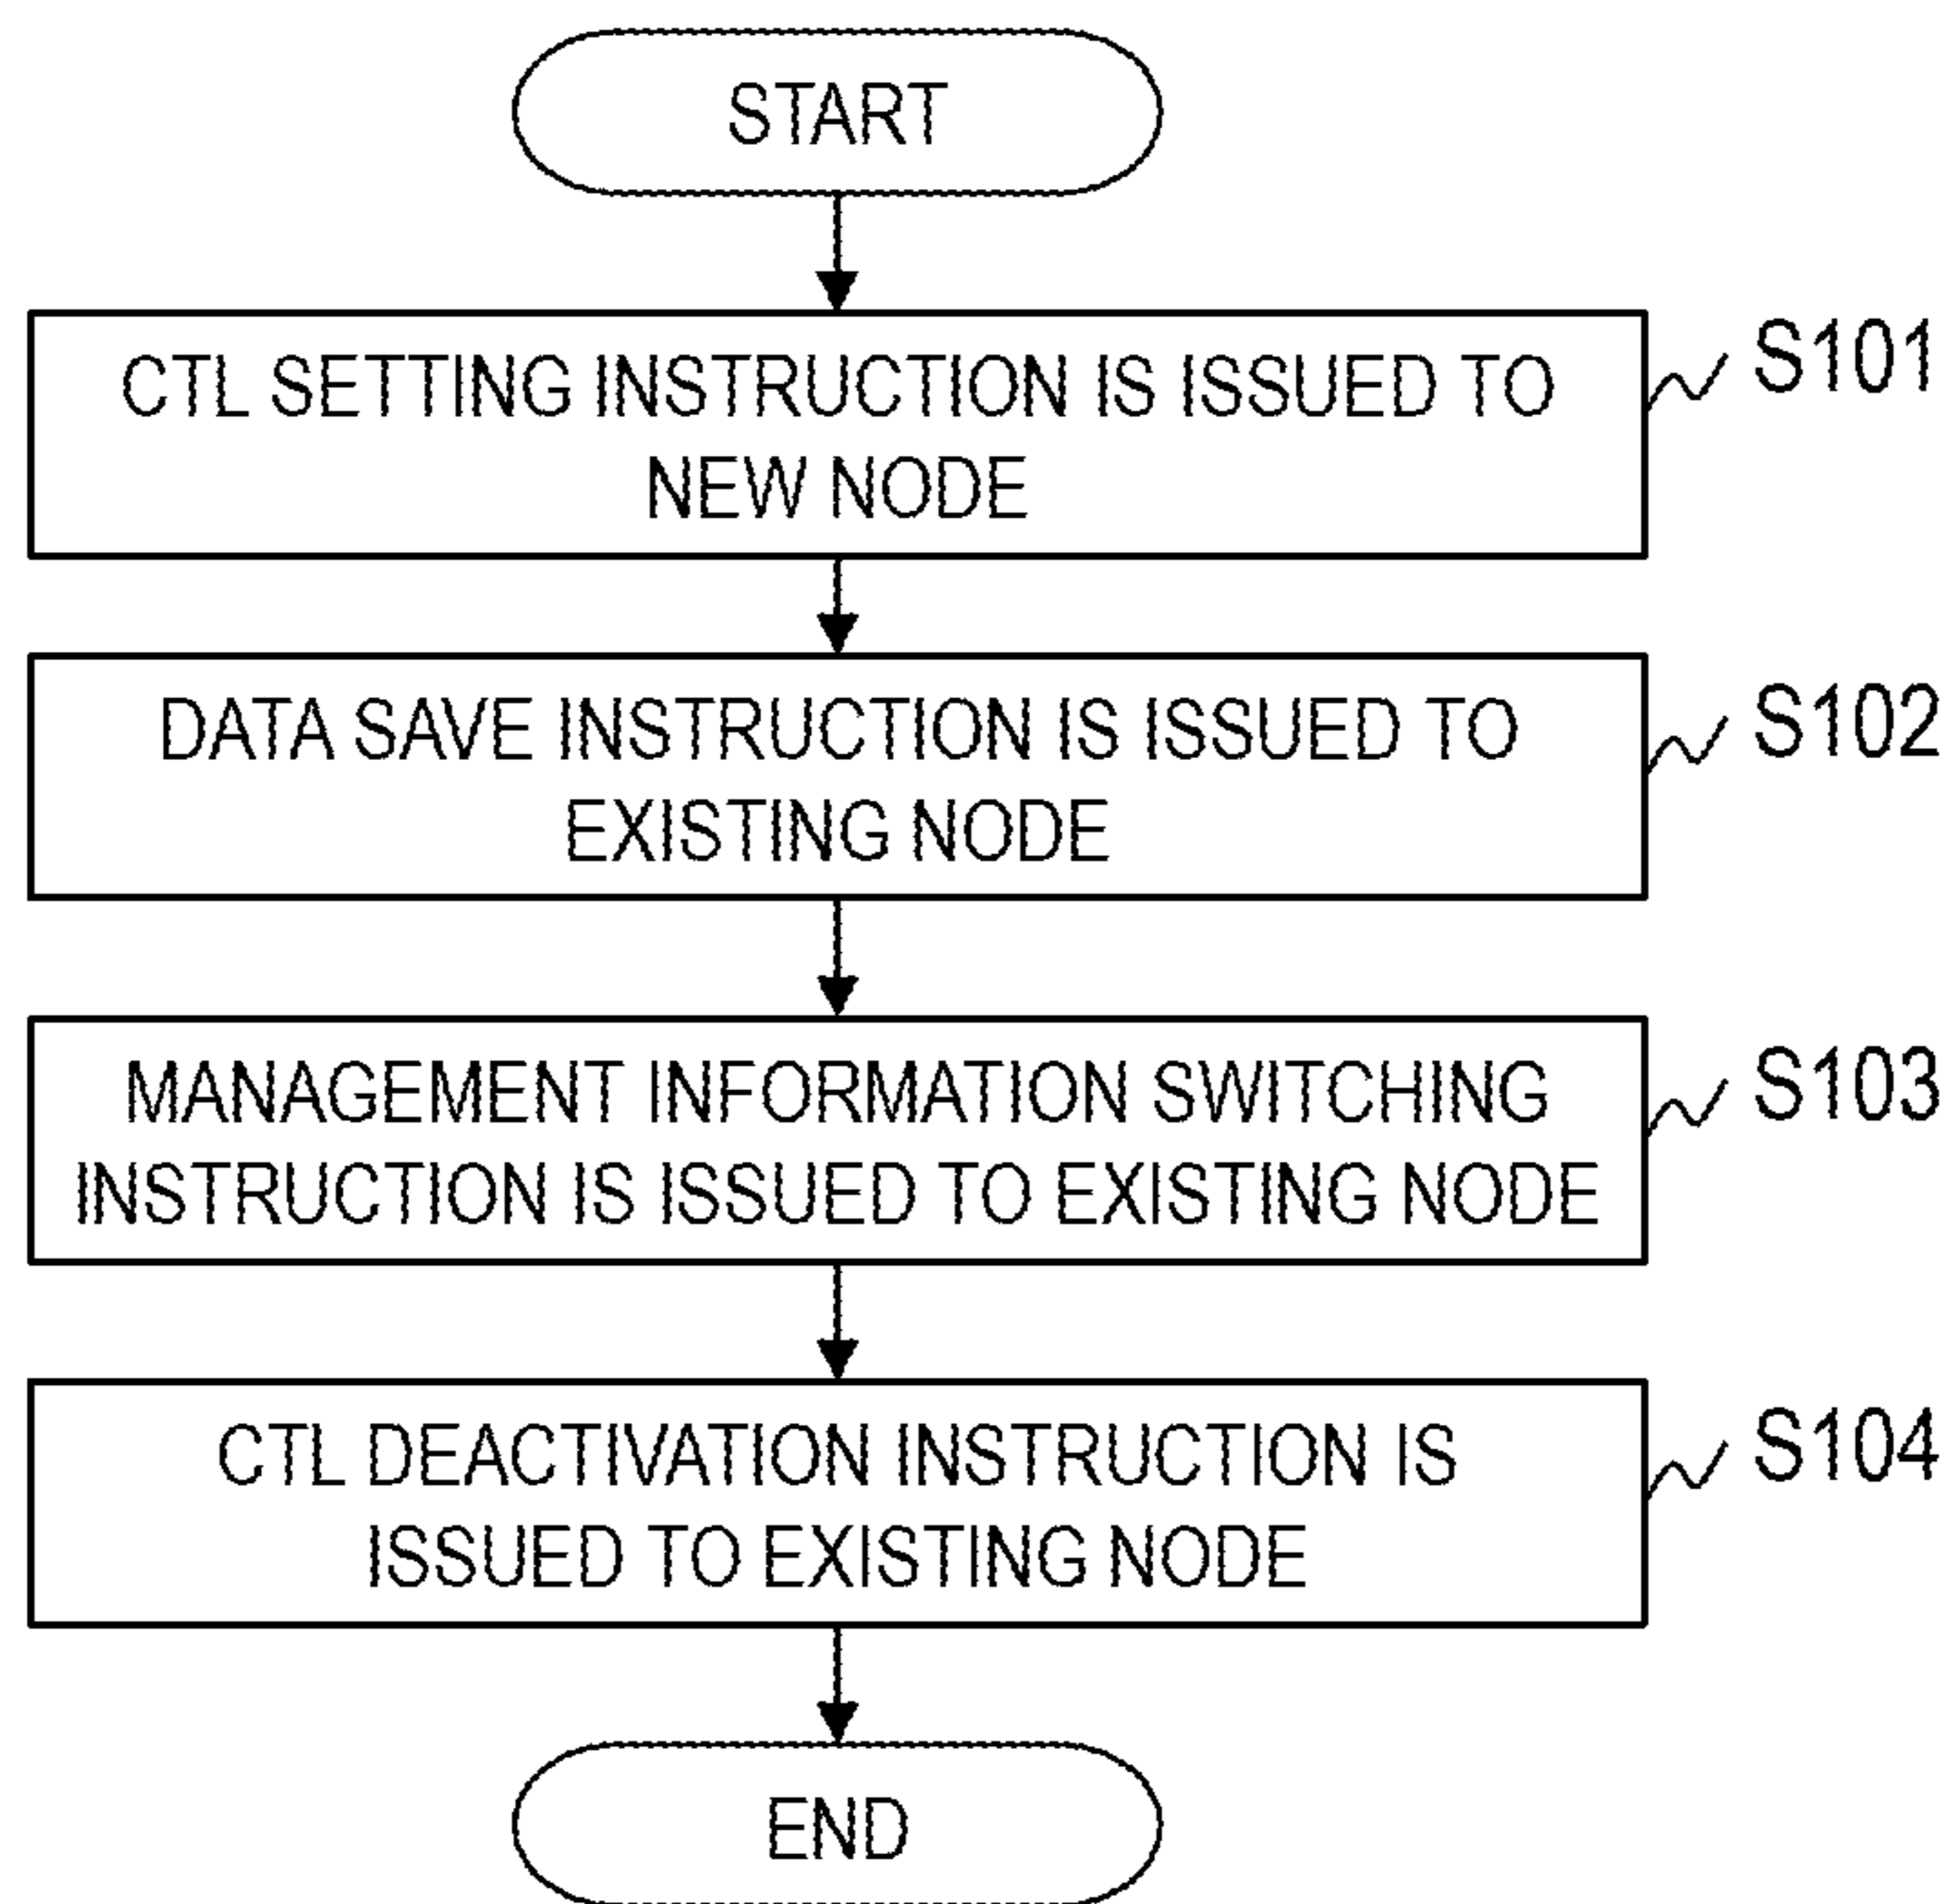 START
CTL SETTING INSTRUCTION IS ISSUED TO
NEW NODE
S101
DATA SAVE INSTRUCTION IS ISSUED TO
EXISTING NODE
S102
MANAGEMENT INFORMATION SWITCHING
INSTRUCTION IS ISSUED TO EXISTING NODE
S103
CTL DEACTIVATION INSTRUCTION IS
ISSUED TO EXISTING NODE
S104
END